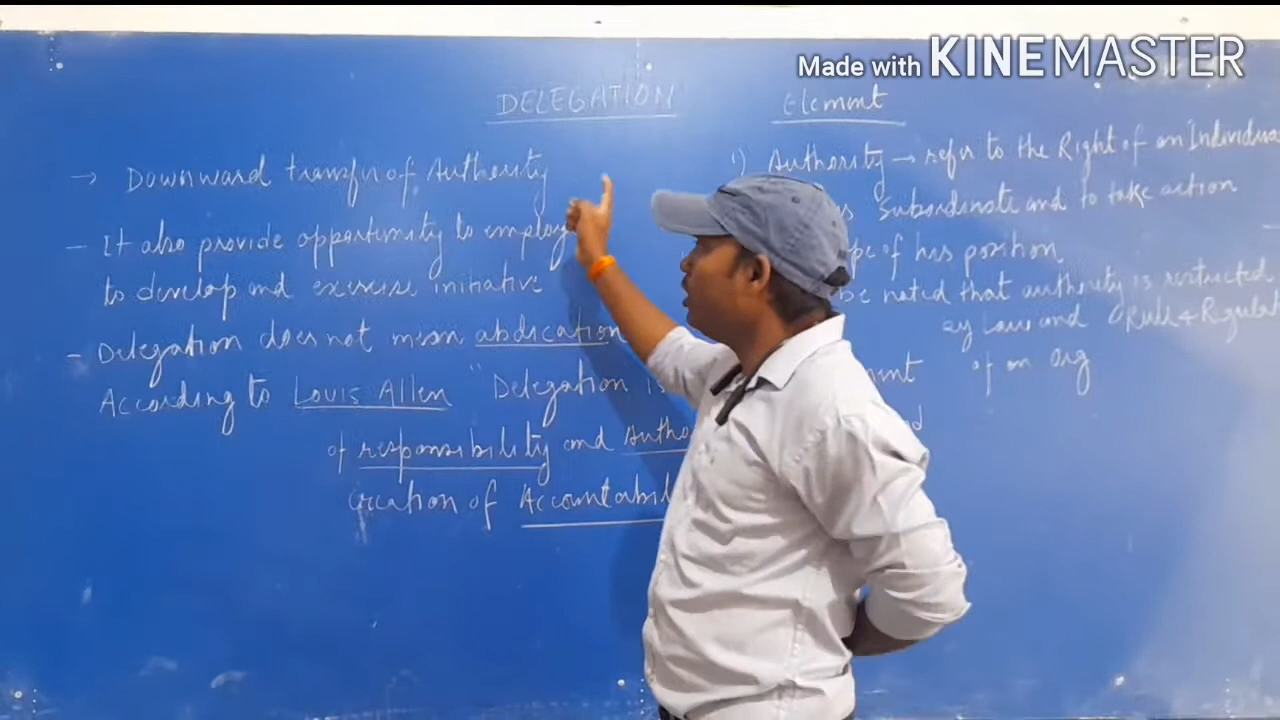 Made with KINEMASTER
DELEGATION
→ Downward transfer of Authority
- It also provide opportunity to employ
to develop and exercise initiative
- Delegation does not mean abdication
According to Louis Allen "Delegation is
of responsibility and Autho
creation of Accountabil
Element
1) Authority → refer to the Right of an Individual
Subordinate and to take action
of his position
be noted that authority is restricted
by Laws and Rule & Regulat
of an Org